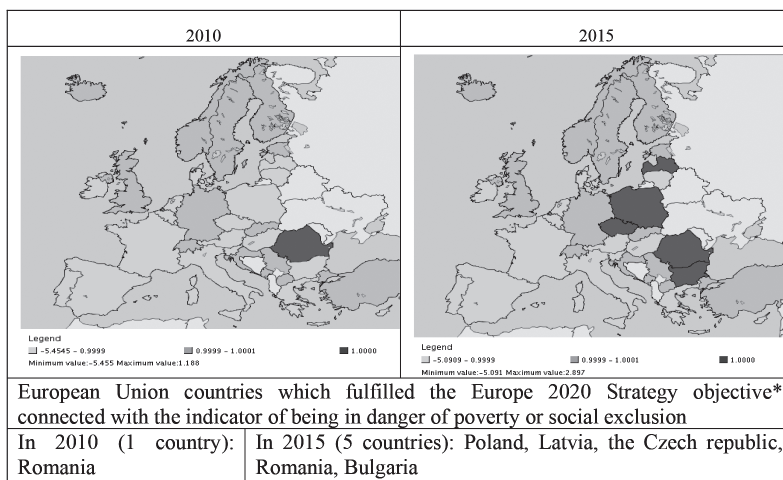 2010
2015
Legend
-5.4545 - 0.9999
0.9999 - 1.0001
1.0000
Minimum value:-5.455 Maximum value:1.188
Legend
-5.0909 - 0.9999
0.9999 - 1.0001
1.0000
Minimum value:-5.091 Maximum value:2.897
European Union countries which fulfilled the Europe 2020 Strategy objective*
connected with the indicator of being in danger of poverty or social exclusion
In 2010 (1 country):
Romania
In 2015 (5 countries): Poland, Latvia, the Czech republic,
Romania, Bulgaria